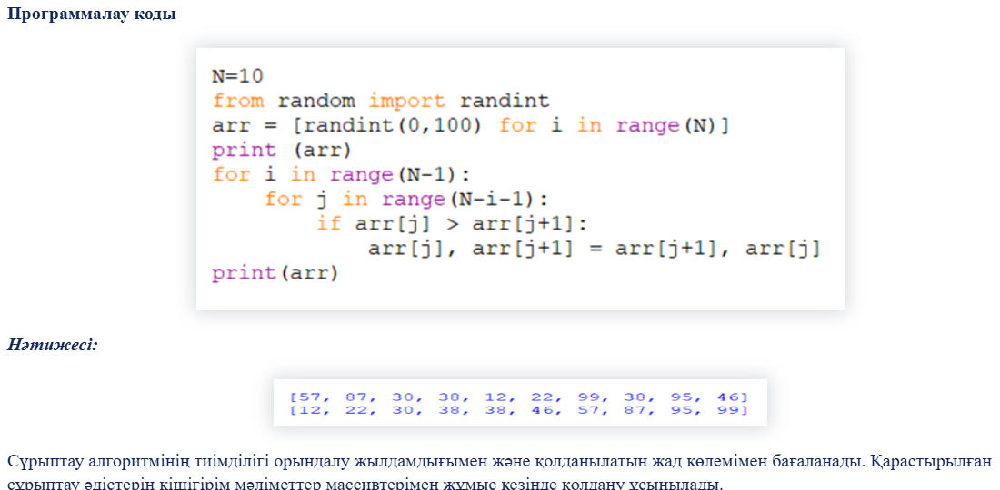 Программалау коды
N=10
from random import randint
arr = [randint(0,100) for i in range(N)]
print (arr)
for i in range(N-1):
    for j in range(N-i-1):
        if arr[j] > arr[j+1]:
            arr[j], arr[j+1] = arr[j+1], arr[j]
print(arr)
Нәтижесі:
[57, 87, 30, 38, 12, 22, 99, 38, 95, 46]
[12, 22, 30, 38, 38, 46, 57, 87, 95, 99]
Сұрыптау алгоритмінің тиімділігі орындалу жылдамдығымен және қолданылатын жад көлемімен бағаланады. Қарастырылған
сұрыптау әдістерін кішігірім мәліметтер массивтерімен жұмыс кезінде қолдану ұсынылады.